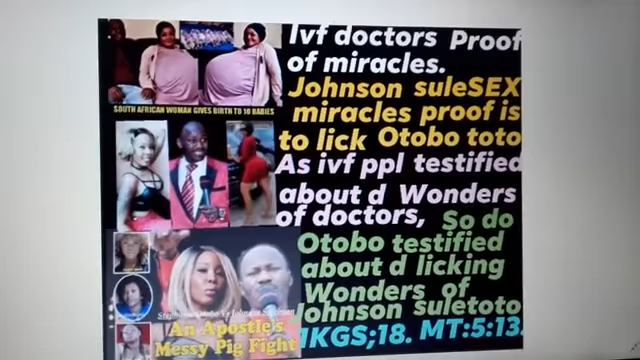 Ivf doctors Proof
of miracles.
Johnson suleSEX
miracles proof is
to lick Otobo toto
As ivf ppl testified
about d Wonders
of doctors, So do
Otobo testified
about d licking
Wonders of
Johnson suletoto
1KGS;18. MT:5:13.
SOUTH AFRICAN WOMAN GIVES BIRTH TO 10 BABIES
An Apostle's
Messy Pig Fight